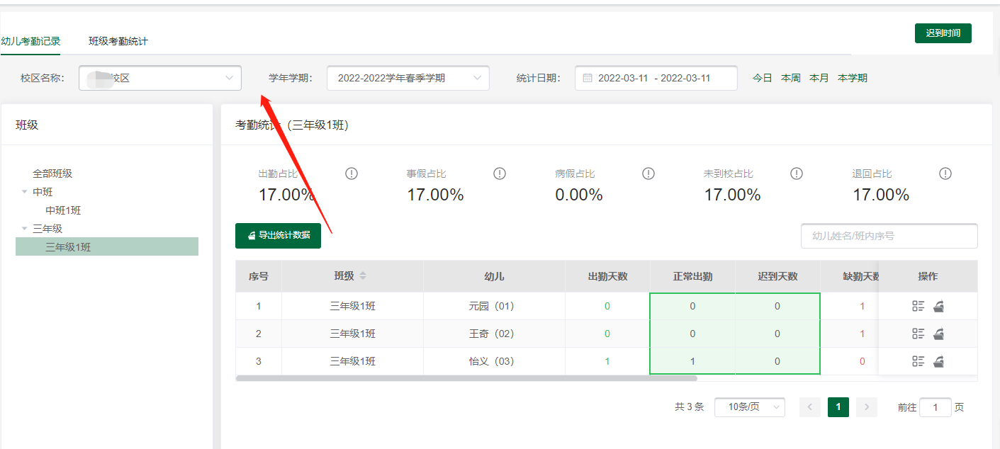 迟到时间
幼儿考勤记录 班级考勤统计
校区名称： 校区 学年学期： 2022-2022学年春季学期 统计日期： 2022-03-11 - 2022-03-11 今日 本周 本月 本学期
班级
全部班级
中班
中班1班
三年级
三年级1班
考勤统计（三年级1班）
出勤占比 事假占比 病假占比 未到校占比 退回占比
17.00% 17.00% 0.00% 17.00% 17.00%
导出统计数据 幼儿姓名/班内序号
序号 班级 幼儿 出勤天数 正常出勤 迟到天数 缺勤天数 操作
1 三年级1班 元园（01） 0 0 0 1
2 三年级1班 王奇（02） 0 0 0 1
3 三年级1班 怡义（03） 1 1 0 0
共 3 条 10条/页 1 前往 1 页